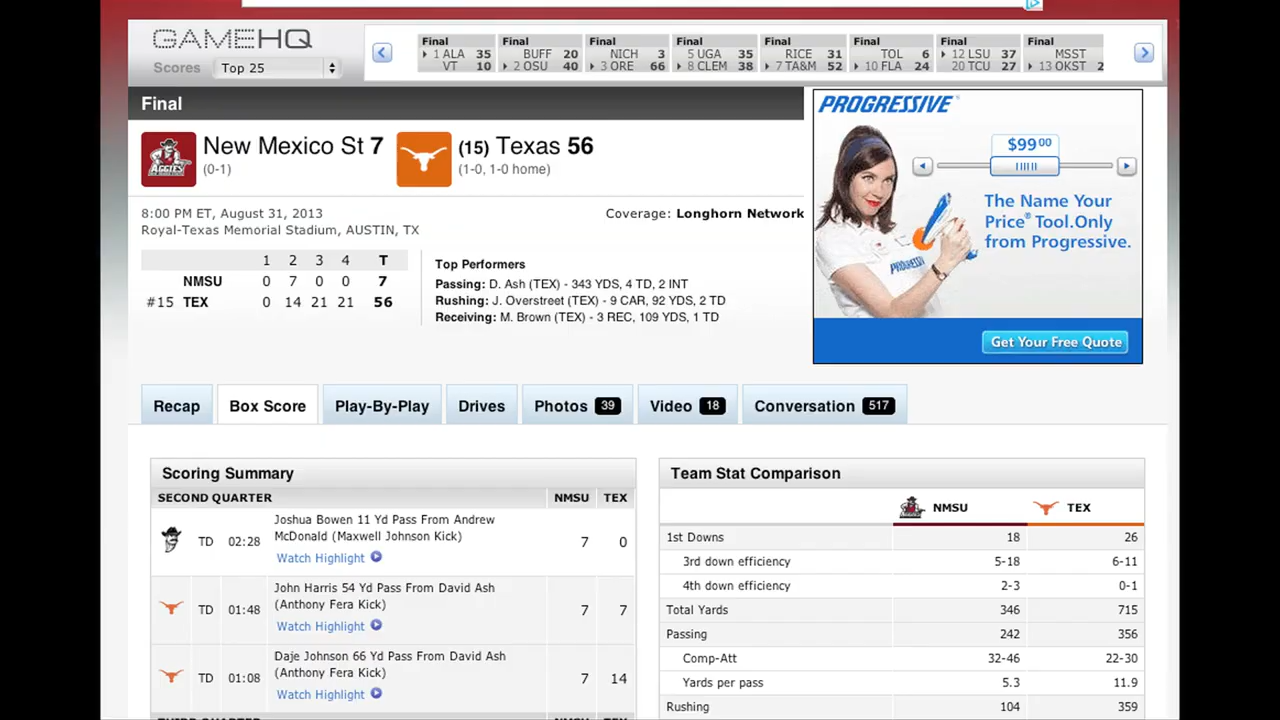 GAMEHQ
Scores Top 25
Final Final Final Final Final Final Final Final
1 ALA 35 BUFF 20 NICH 3 5 UGA 35 RICE 31 TOL 6 12 LSU 37 MSST
VT 10 2 OSU 40 3 ORE 66 8 CLEM 38 7 TA&M 52 10 FLA 24 20 TCU 27 13 OKST 2
Final
New Mexico St 7
(0-1)
(15) Texas 56
(1-0, 1-0 home)
8:00 PM ET, August 31, 2013
Royal-Texas Memorial Stadium, AUSTIN, TX
Coverage: Longhorn Network
1 2 3 4 T
NMSU 0 7 0 0 7
#15 TEX 0 14 21 21 56
Top Performers
Passing: D. Ash (TEX) - 343 YDS, 4 TD, 2 INT
Rushing: J. Overstreet (TEX) - 9 CAR, 92 YDS, 2 TD
Receiving: M. Brown (TEX) - 3 REC, 109 YDS, 1 TD
PROGRESSIVE
$99.00
The Name Your
Price® Tool.Only
from Progressive.
PROGRESSIVE
Get Your Free Quote
Recap Box Score Play-By-Play Drives Photos 39 Video 18 Conversation 517
Scoring Summary
SECOND QUARTER NMSU TEX
AGGIES
TD 02:28 Joshua Bowen 11 Yd Pass From Andrew
McDonald (Maxwell Johnson Kick) 7 0
Watch Highlight
TD 01:48 John Harris 54 Yd Pass From David Ash
(Anthony Fera Kick) 7 7
Watch Highlight
TD 01:08 Daje Johnson 66 Yd Pass From David Ash
(Anthony Fera Kick) 7 14
Watch Highlight
THIRD QUARTER NMSU TEX
Team Stat Comparison
NMSU TEX
1st Downs 18 26
3rd down efficiency 5-18 6-11
4th down efficiency 2-3 0-1
Total Yards 346 715
Passing 242 356
Comp-Att 32-46 22-30
Yards per pass 5.3 11.9
Rushing 104 359